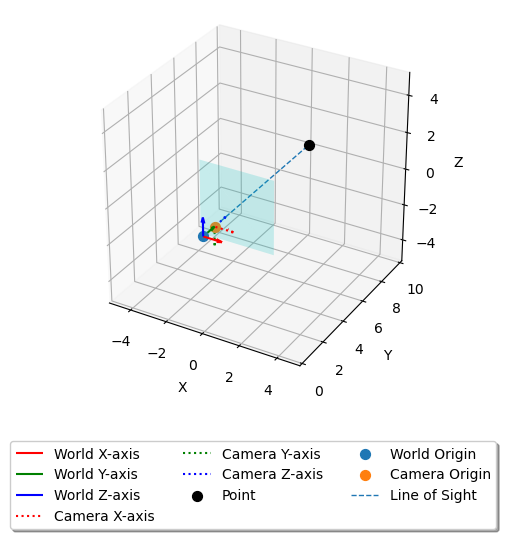 4
2
0
−2
−4
Z
−4
−2
0
2
4
X
0
2
4
6
8
10
Y
World X-axis
World Y-axis
World Z-axis
Camera X-axis
Camera Y-axis
Camera Z-axis
Point
World Origin
Camera Origin
Line of Sight